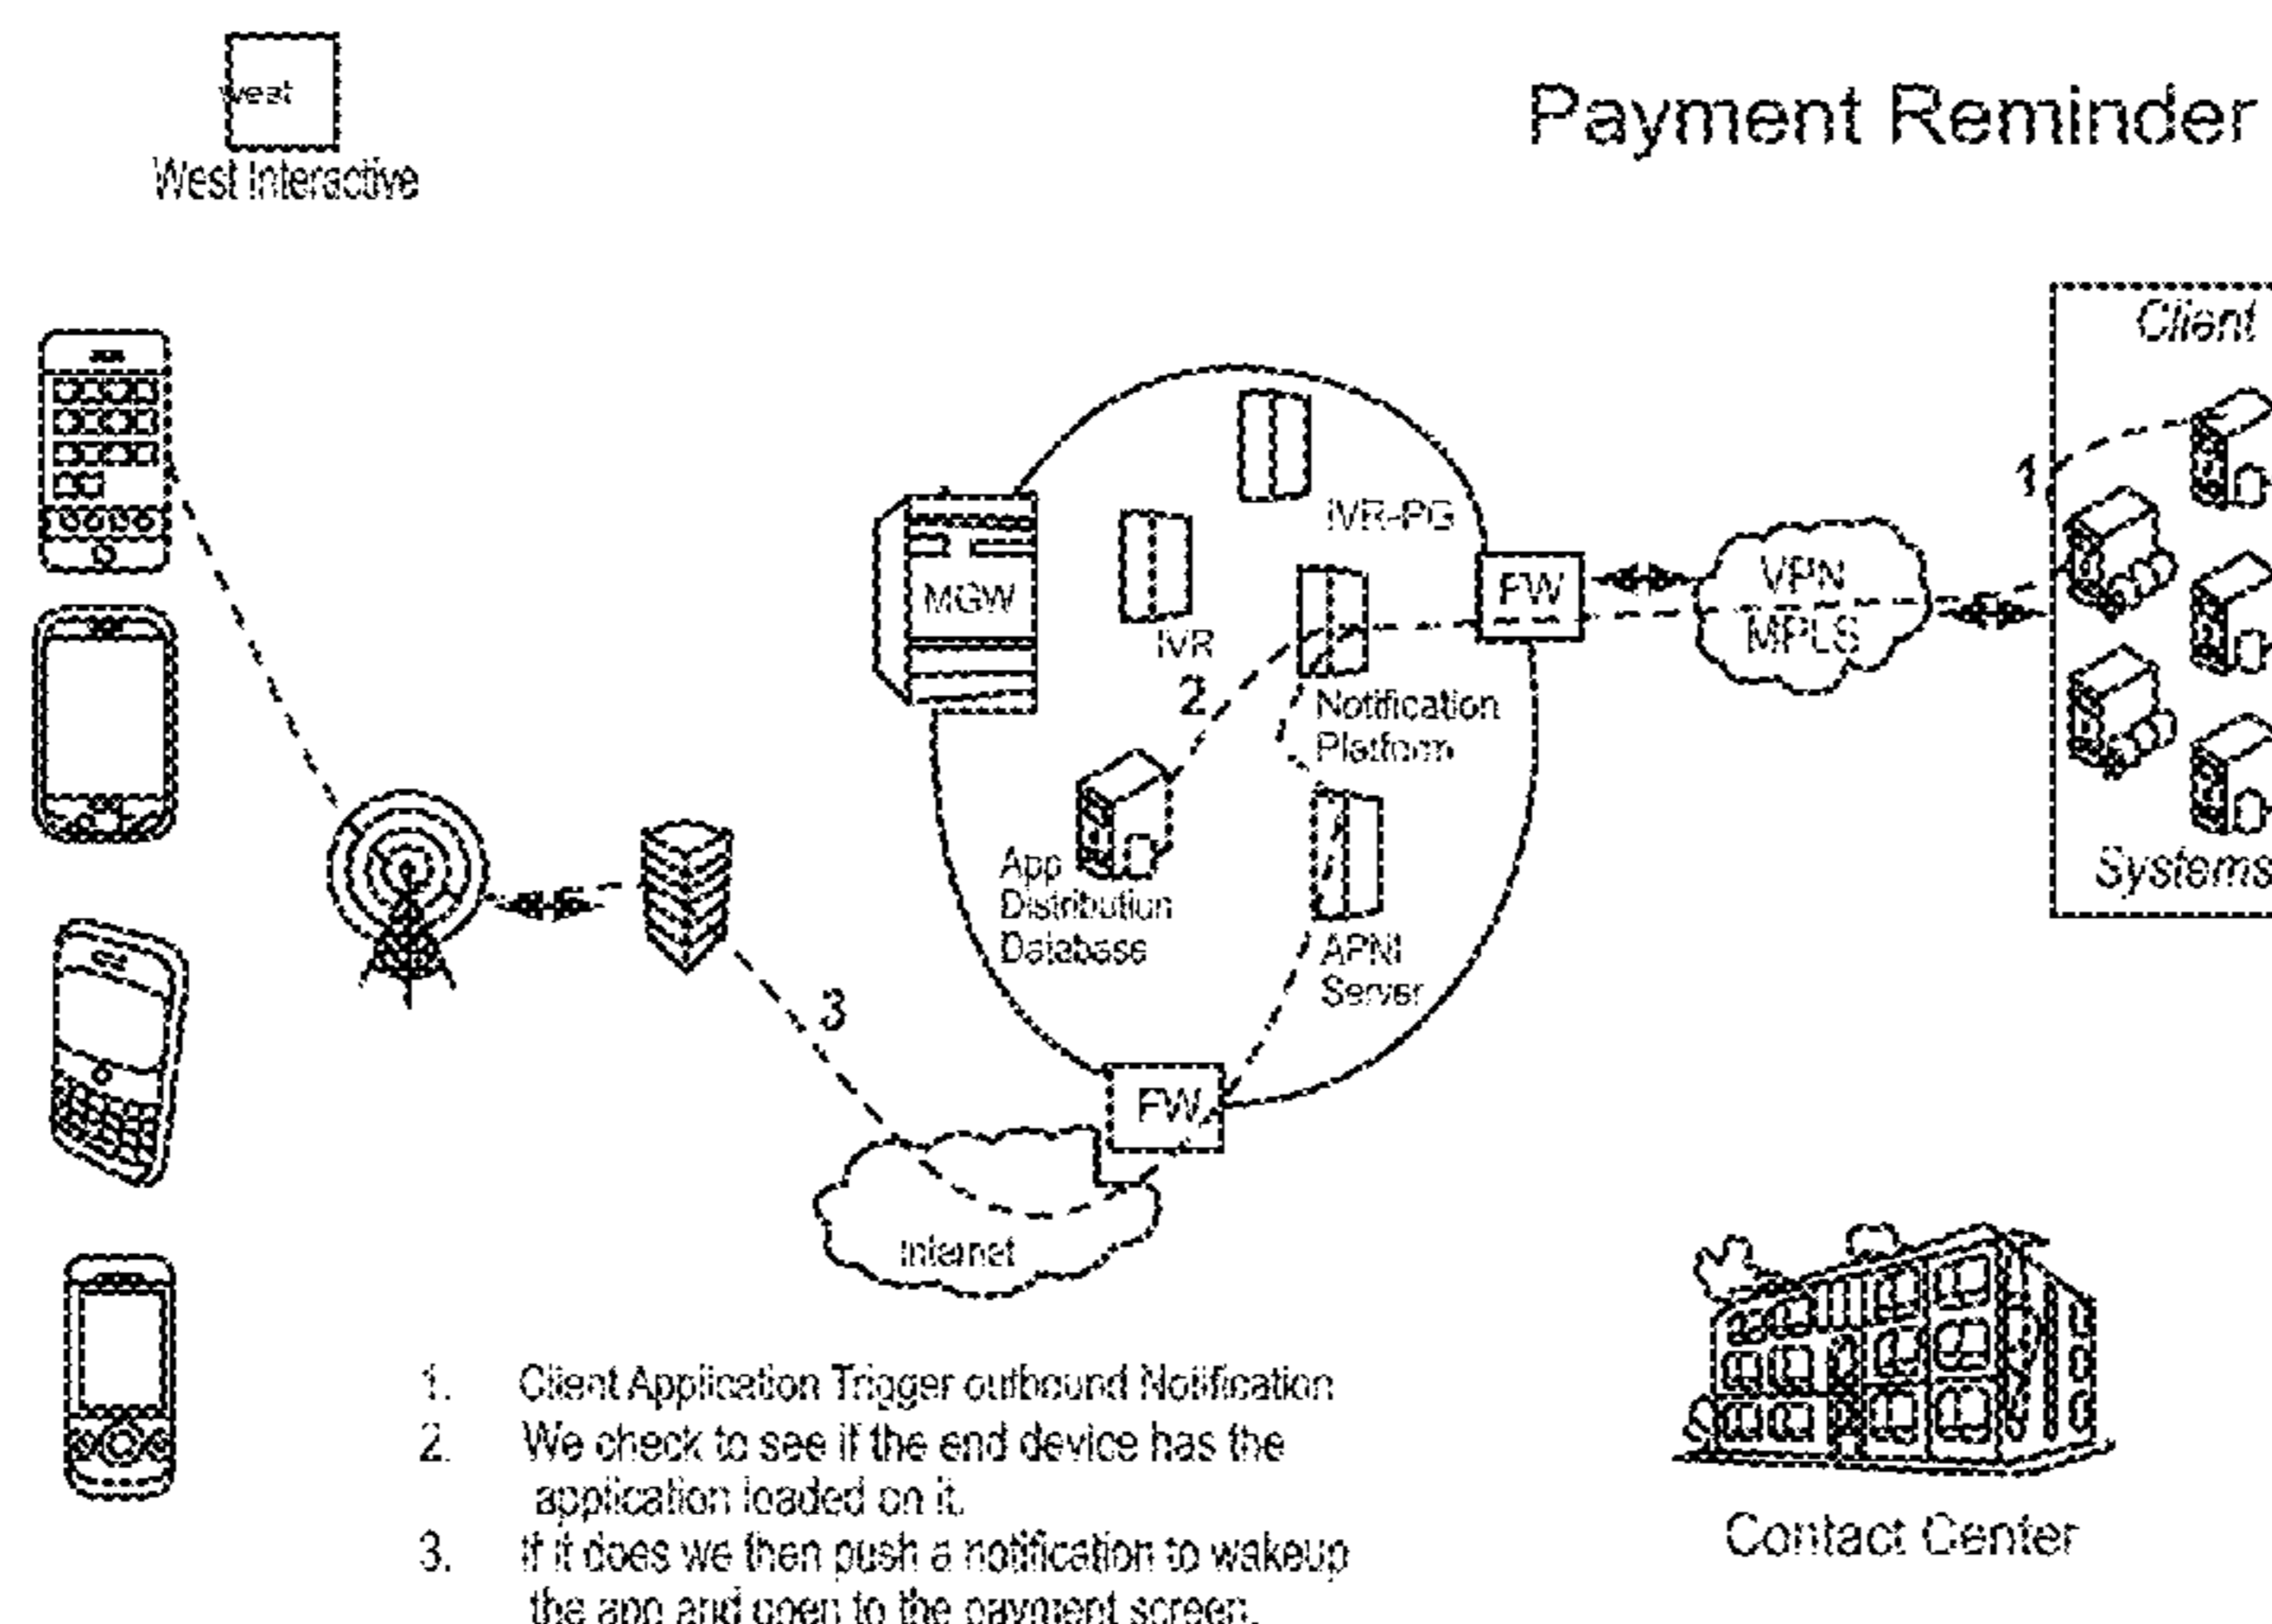 west
West Interactive
Payment Reminder
Client
1
IVR-PG
VPN
FW
MGW
MPLS
IVR
2
Notification
Platform
App
Distribution
Database
Systems
APNI
Server
3
FW
Internet
1. Client Application Trigger outbound Notification
2. We check to see if the end device has the
application loaded on it.
3. If it does we then push a notification to wakeup
the app and open to the payment screen.
Contact Center